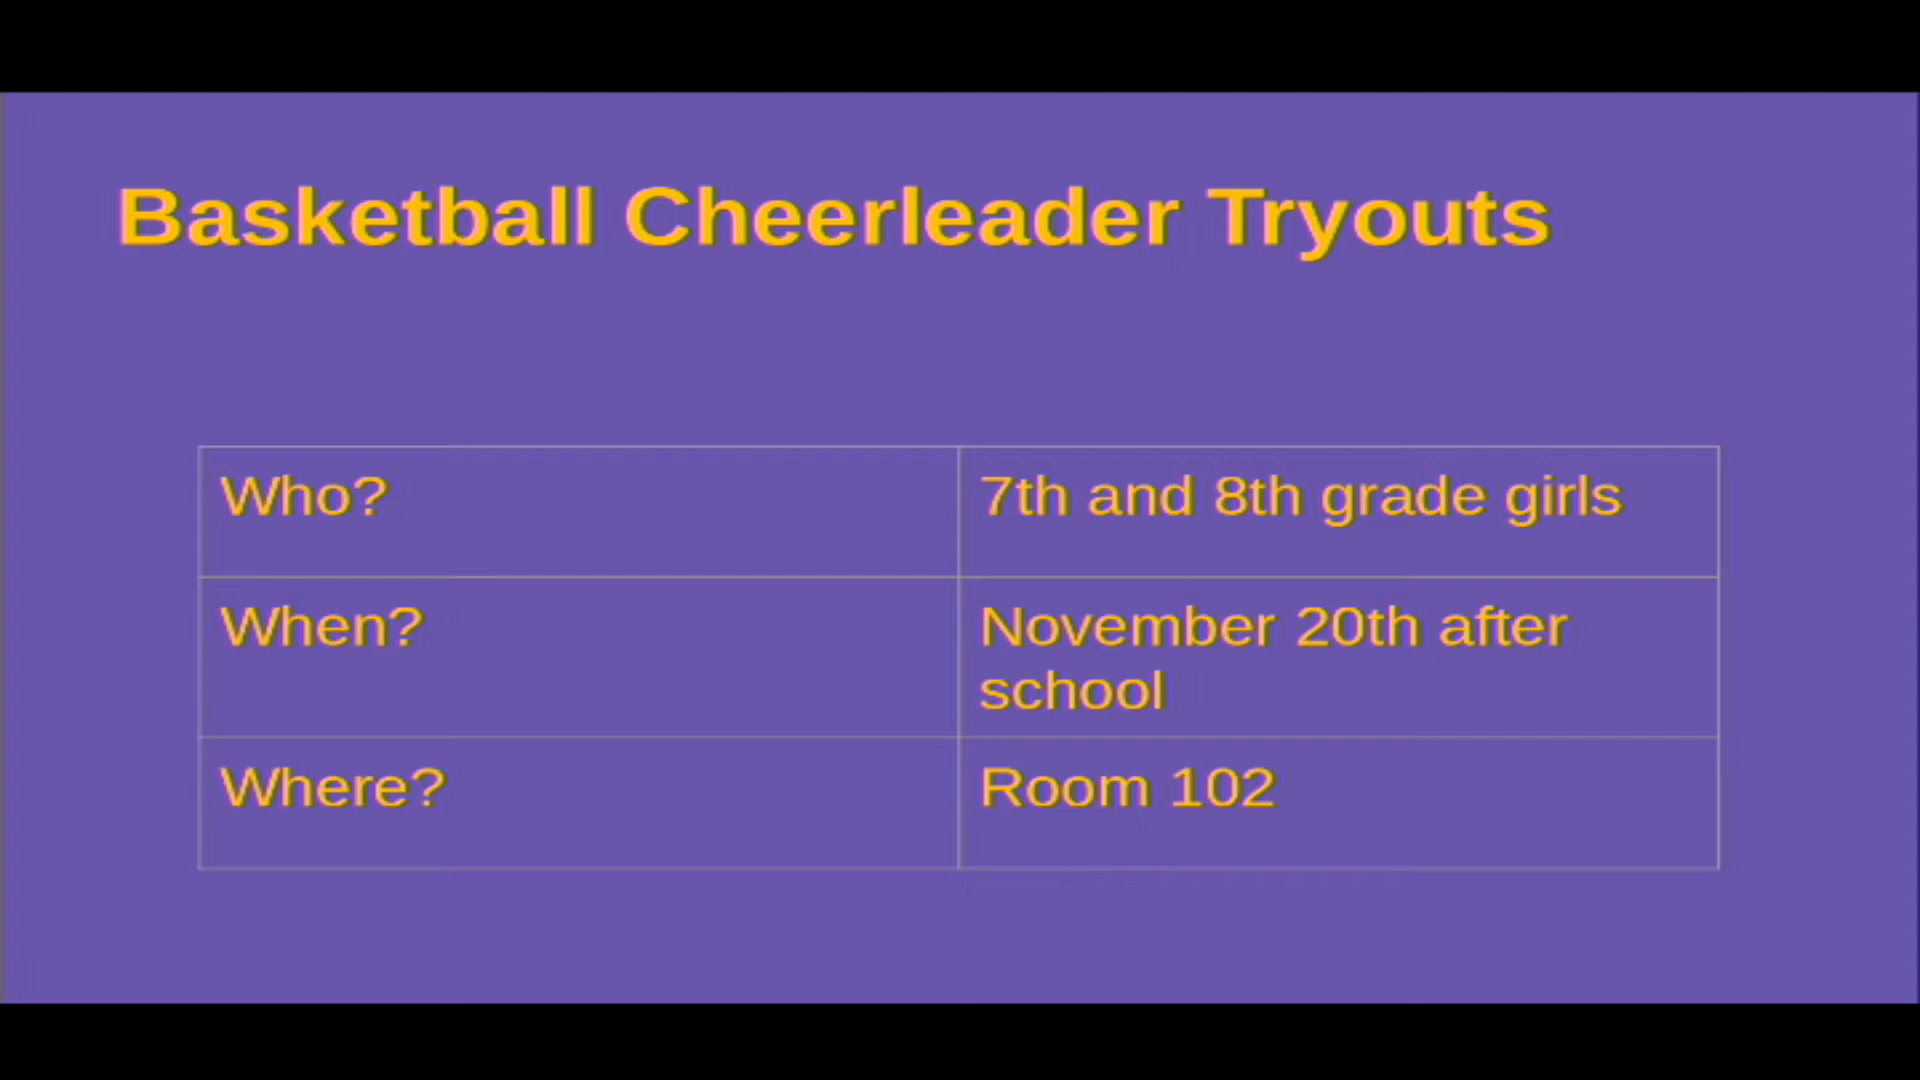 Basketball Cheerleader Tryouts
Who?
7th and 8th grade girls
When?
November 20th after
school
Where?
Room 102